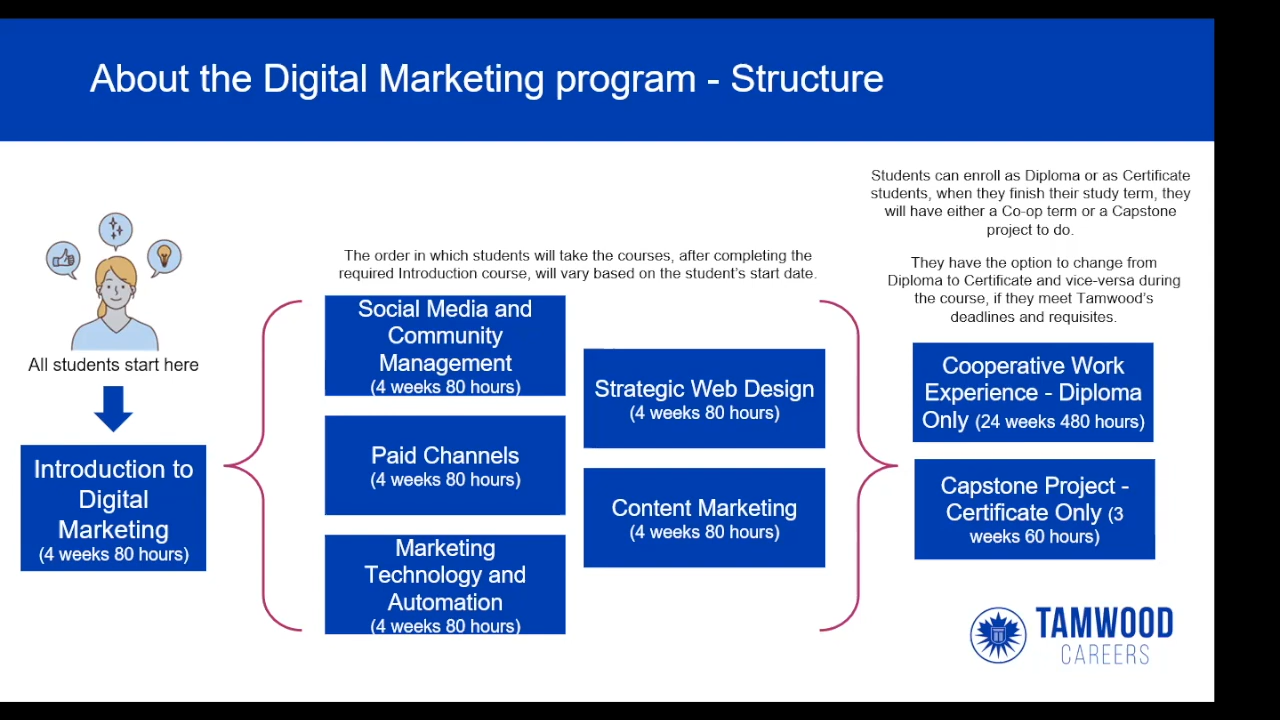 About the Digital Marketing program - Structure
All students start here
Introduction to
Digital
Marketing
(4 weeks 80 hours)
The order in which students will take the courses, after completing the
required Introduction course, will vary based on the student's start date.
Social Media and
Community
Management
(4 weeks 80 hours)
Paid Channels
(4 weeks 80 hours)
Marketing
Technology and
Automation
(4 weeks 80 hours)
Strategic Web Design
(4 weeks 80 hours)
Content Marketing
(4 weeks 80 hours)
Students can enroll as Diploma or as Certificate
students, when they finish their study term, they
will have either a Co-op term or a Capstone
project to do.
They have the option to change from
Diploma to Certificate and vice-versa during
the course, if they meet Tamwood's
deadlines and requisites.
Cooperative Work
Experience - Diploma
Only (24 weeks 480 hours)
Capstone Project -
Certificate Only (3
weeks 60 hours)
TAMWOOD
CAREERS